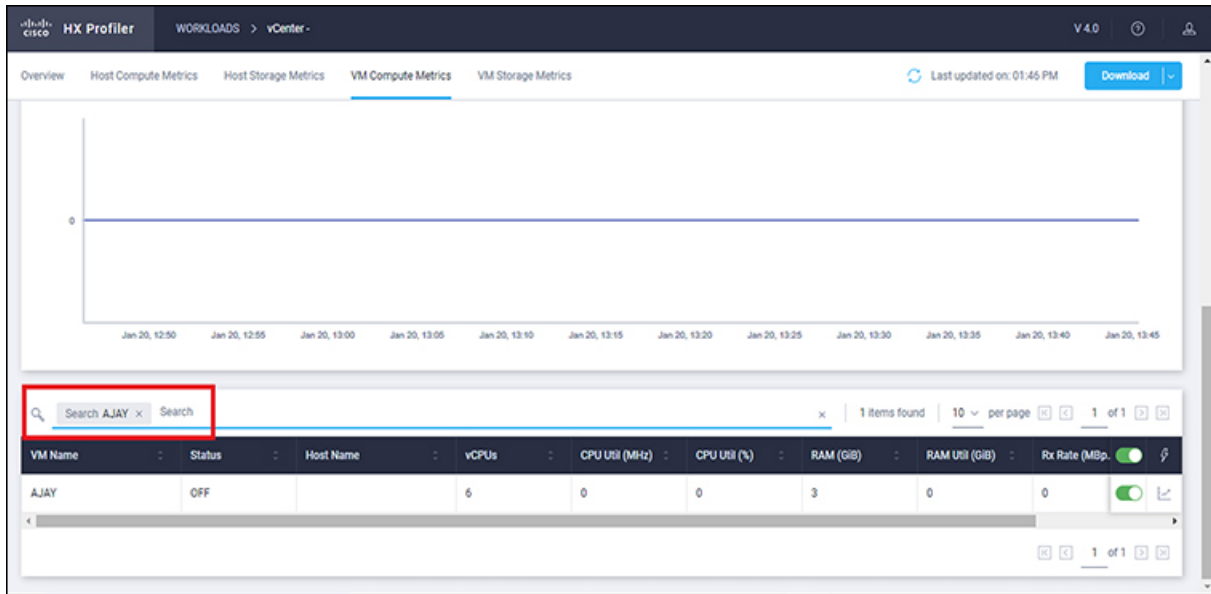 cisco HX Profiler WORKLOADS > vCenter - V 4.0
Overview Host Compute Metrics Host Storage Metrics VM Compute Metrics VM Storage Metrics Last updated on: 01:46 PM Download
0
Jan 20, 12:50 Jan 20, 12:55 Jan 20, 13:00 Jan 20, 13:05 Jan 20, 13:10 Jan 20, 13:15 Jan 20, 13:20 Jan 20, 13:25 Jan 20, 13:30 Jan 20, 13:35 Jan 20, 13:40 Jan 20, 13:45
Search AJAY × Search × 1 items found 10 per page 1 of 1
VM Name Status Host Name vCPUs CPU Util (MHz) CPU Util (%) RAM (GiB) RAM Util (GiB) Rx Rate (MBp.
AJAY OFF 6 0 0 3 0 0
1 of 1